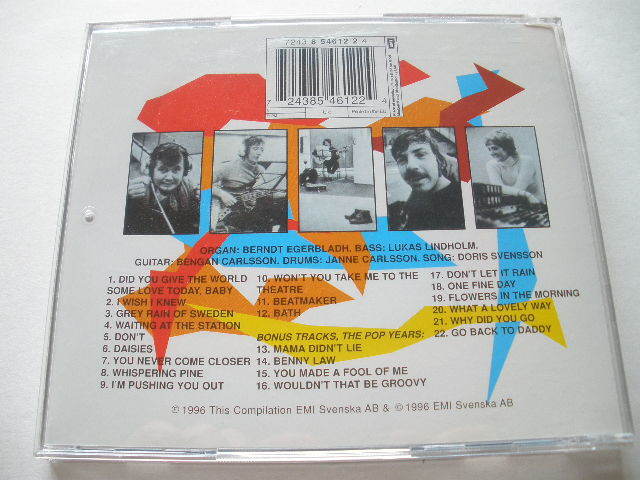 7243 8 54612 2 4
7 24385 46122 4
ORGAN: BERNDT EGERBLADH. BASS: LUKAS LINDHOLM.
GUITAR: BENGAN CARLSSON. DRUMS: JANNE CARLSSON. SONG: DORIS SVENSSON
1. DID YOU GIVE THE WORLD
SOME LOVE TODAY, BABY
2. I WISH I KNEW
3. GREY RAIN OF SWEDEN
4. WAITING AT THE STATION
5. DON'T
6. DAISIES
7. YOU NEVER COME CLOSER
8. WHISPERING PINE
9. I'M PUSHING YOU OUT
10. WON'T YOU TAKE ME TO THE
THEATRE
11. BEATMAKER
12. BATH
BONUS TRACKS, THE POP YEARS:
13. MAMA DIDN'T LIE
14. BENNY LAW
15. YOU MADE A FOOL OF ME
16. WOULDN'T THAT BE GROOVY
17. DON'T LET IT RAIN
18. ONE FINE DAY
19. FLOWERS IN THE MORNING
20. WHAT A LOVELY WAY
21. WHY DID YOU GO
22. GO BACK TO DADDY
℗ 1996 This Compilation EMI Svenska AB & © 1996 EMI Svenska AB